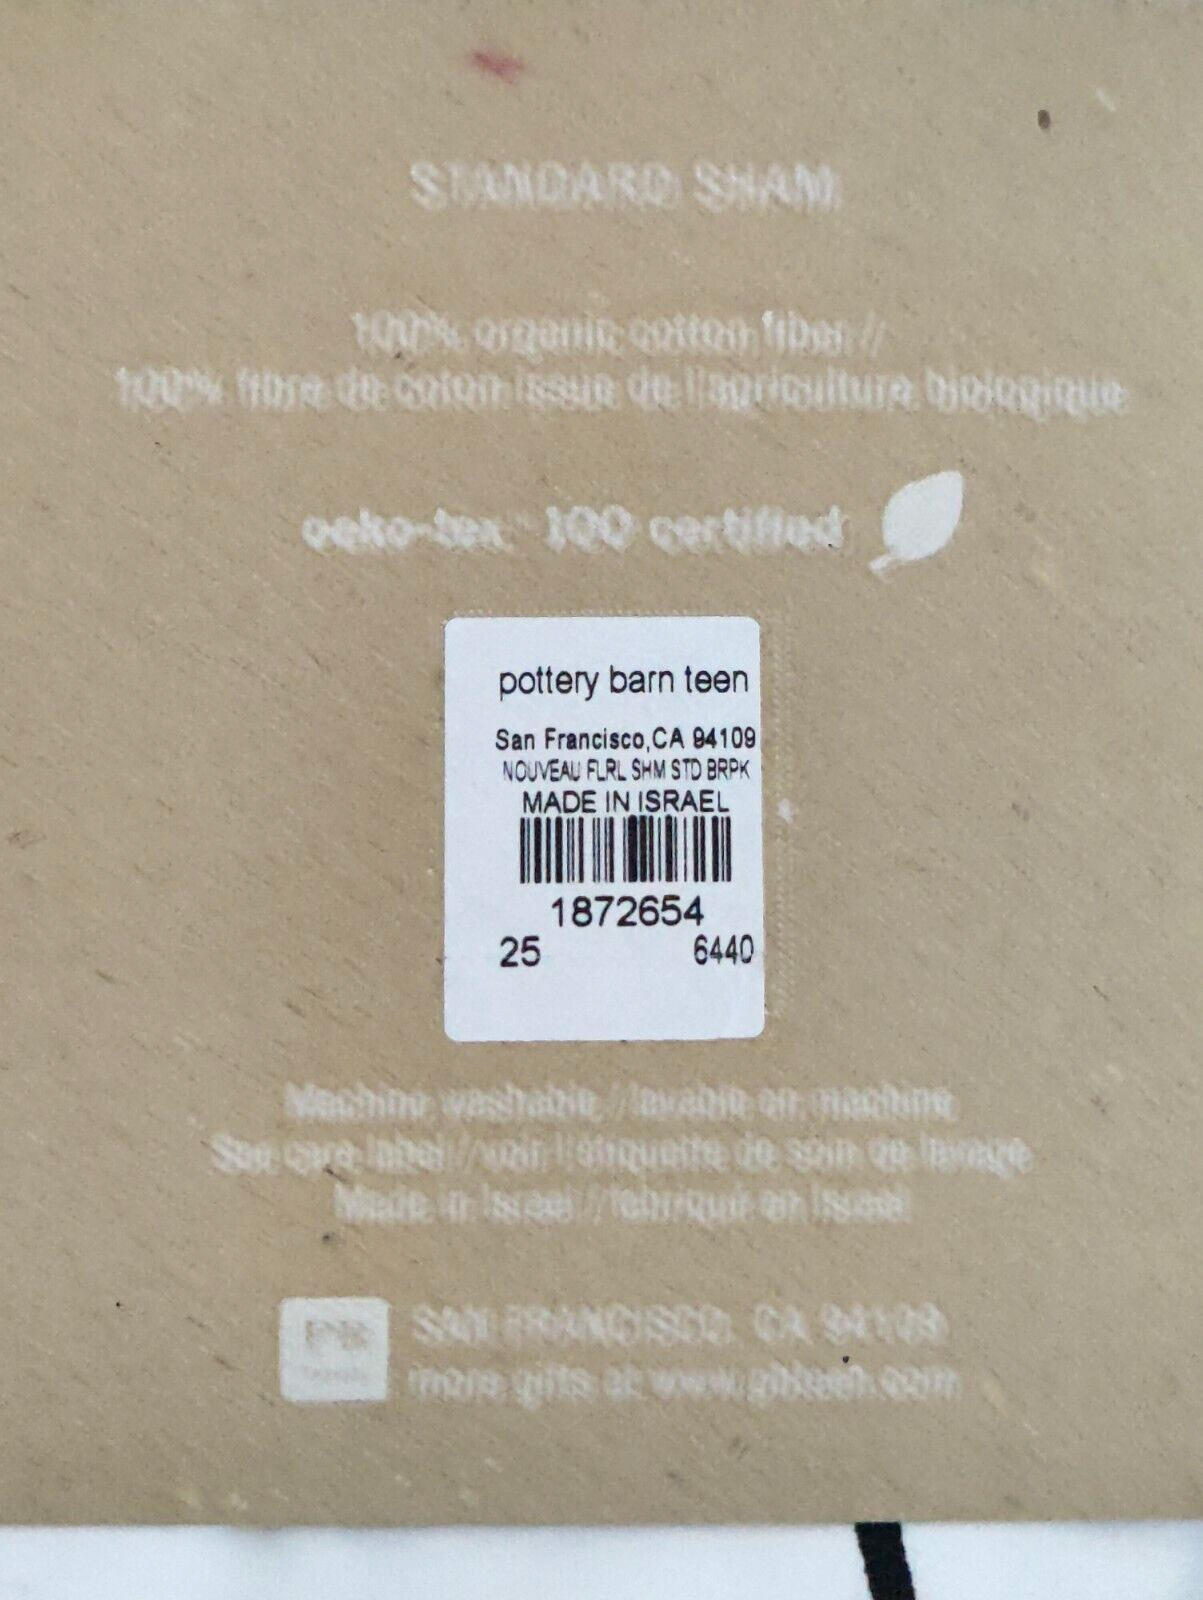 STANDARD SHAM
100% organic cotton fiber //
100% fibre de coton issue de l'agriculture biologique
oeko-tex® 100 certified
pottery barn teen
San Francisco,CA 94109
NOUVEAU FLRL SHM STD BRPK
MADE IN ISRAEL
1872654
25 6440
Machine washable // lavable en machine
See care label // voir l'étiquette de soin de lavage
Made in Israel // fabriqué en Israel
SAN FRANCISCO, CA 94109
more gifts at www.pbteen.com